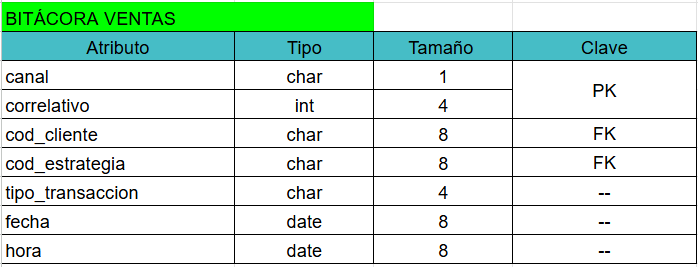 BITÁCORA VENTAS
Atributo Tipo Tamaño Clave
canal char 1 PK
correlativo int 4
cod_cliente char 8 FK
cod_estrategia char 8 FK
tipo_transaccion char 4 --
fecha date 8 --
hora date 8 --